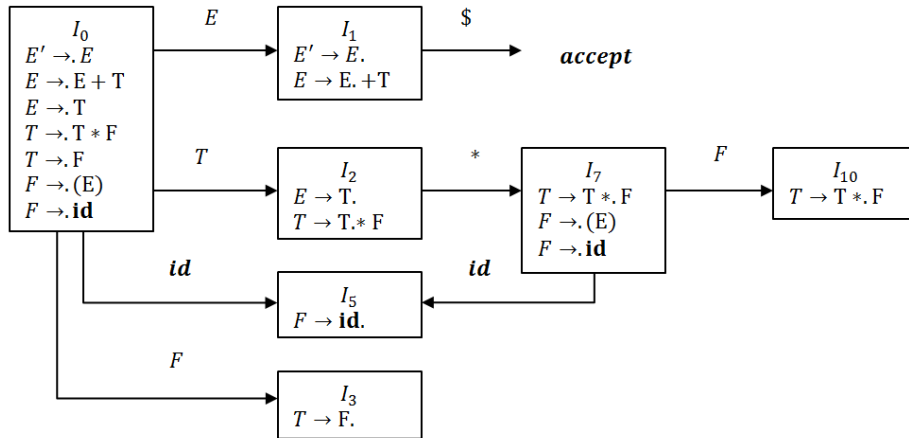 I₀
E′ →. E
E →. E + T
E →. T
T →. T ∗ F
T →. F
F →. (E)
F →. id
E
I₁
E′ → E.
E → E. +T
$
accept
T
I₂
E → T.
T → T.∗ F
∗
I₇
T → T ∗. F
F →. (E)
F →. id
F
I₁₀
T → T ∗. F
id
I₅
F → id.
id
F
I₃
T → F.